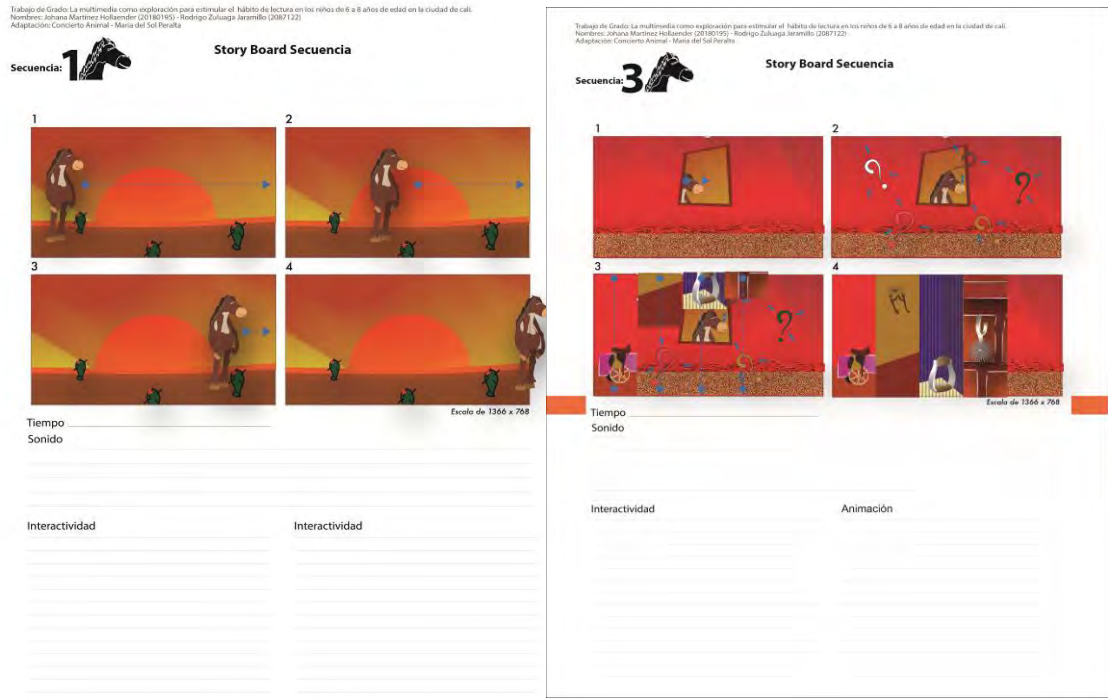 Trabajo de Grado: La multimedia como exploración para estimular el hábito de lectura en los niños de 6 a 8 años de edad en la ciudad de cali.
Nombres: Johana Martínez Hollaender (20180195) - Rodrigo Zuluaga Jaramillo (2087122)
Adaptación: Concierto Animal - Maria del Sol Peralta
Story Board Secuencia
Secuencia: 1
1
2
3
4
Escala de 1366 x 768
Tiempo
Sonido
Interactividad
Interactividad
Trabajo de Grado: La multimedia como exploración para estimular el hábito de lectura en los niños de 6 a 8 años de edad en la ciudad de cali.
Nombres: Johana Martínez Hollaender (20180195) - Rodrigo Zuluaga Jaramillo (2087122)
Adaptación: Concierto Animal - Maria del Sol Peralta
Story Board Secuencia
Secuencia: 3
1
2
?
?
3
4
?
Escala de 1366 x 768
Tiempo
Sonido
Interactividad
Animación